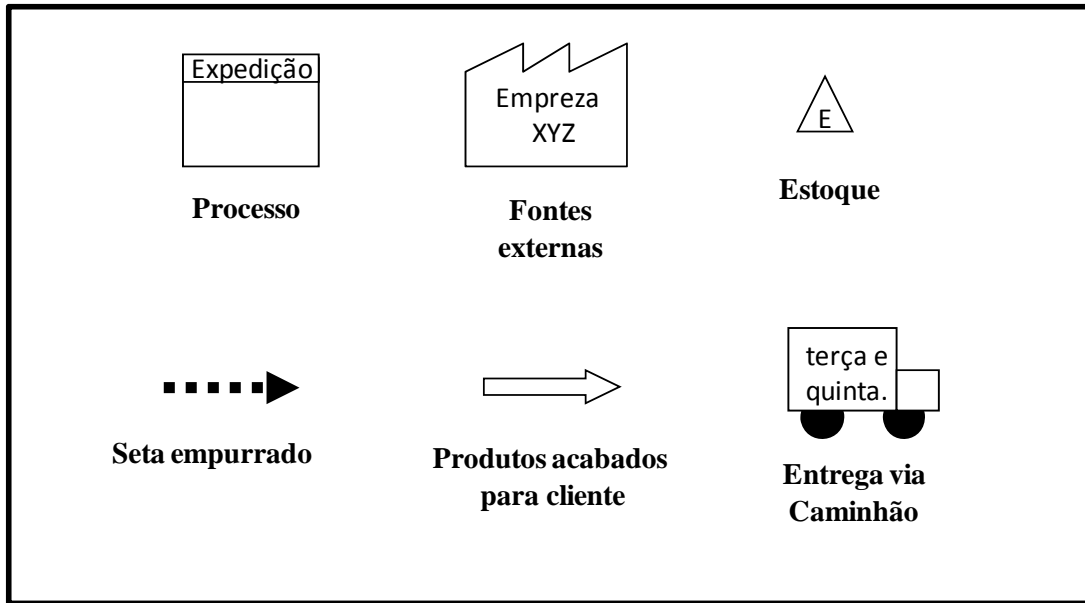 Expedição
Processo
Empreza
XYZ
Fontes
externas
E
Estoque
Seta empurrado
Produtos acabados
para cliente
terça e
quinta.
Entrega via
Caminhão